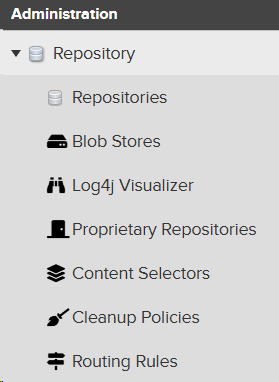 Administration
Repository
Repositories
Blob Stores
Log4j Visualizer
Proprietary Repositories
Content Selectors
Cleanup Policies
Routing Rules